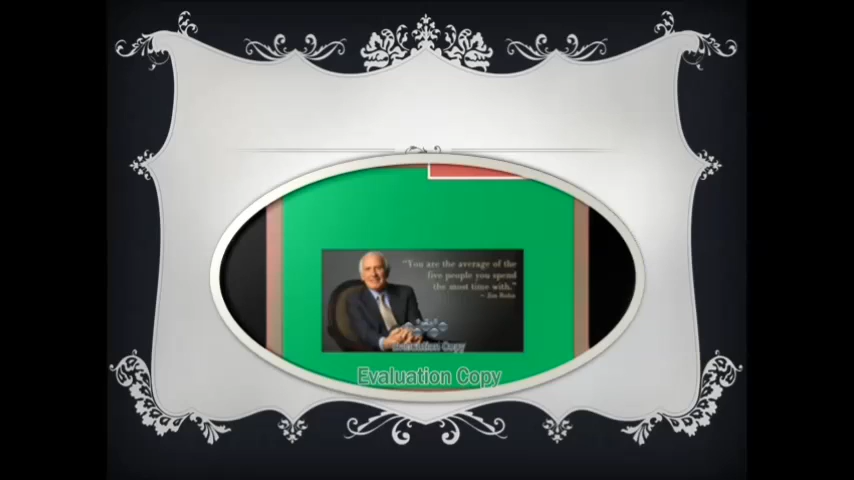 "You are the average of the
five people you spend
the most time with."
~ Jim Rohn
Evaluation Copy
Evaluation Copy